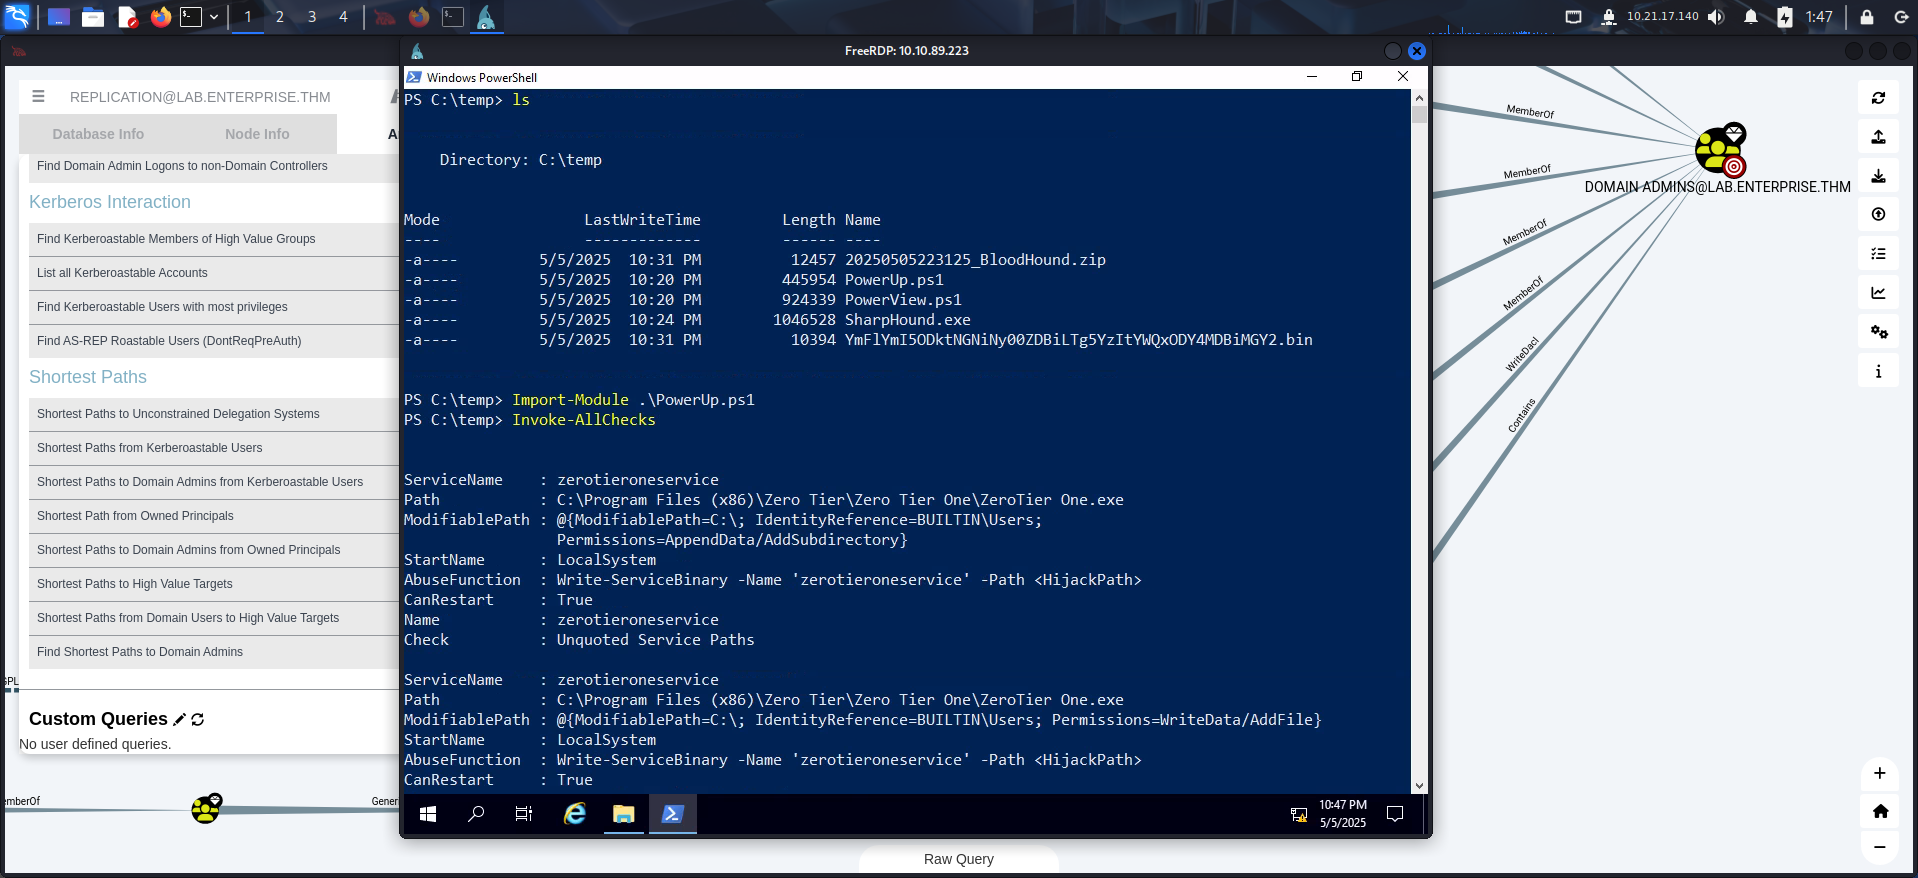 1 2 3 4 10.21.17.140 1:47
FreeRDP: 10.10.89.223
REPLICATION@LAB.ENTERPRISE.THM
Database Info Node Info
Find Domain Admin Logons to non-Domain Controllers
Kerberos Interaction
Find Kerberoastable Members of High Value Groups
List all Kerberoastable Accounts
Find Kerberoastable Users with most privileges
Find AS-REP Roastable Users (DontReqPreAuth)
Shortest Paths
Shortest Paths to Unconstrained Delegation Systems
Shortest Paths from Kerberoastable Users
Shortest Paths to Domain Admins from Kerberoastable Users
Shortest Path from Owned Principals
Shortest Paths to Domain Admins from Owned Principals
Shortest Paths to High Value Targets
Shortest Paths from Domain Users to High Value Targets
Find Shortest Paths to Domain Admins
Custom Queries
No user defined queries.
Windows PowerShell
PS C:\temp> ls
Directory: C:\temp
Mode LastWriteTime Length Name
---- ------------- ------ ----
-a---- 5/5/2025 10:31 PM 12457 20250505223125_BloodHound.zip
-a---- 5/5/2025 10:20 PM 445954 PowerUp.ps1
-a---- 5/5/2025 10:20 PM 924339 PowerView.ps1
-a---- 5/5/2025 10:24 PM 1046528 SharpHound.exe
-a---- 5/5/2025 10:31 PM 10394 YmFlYmI5ODktNGNiNy00ZDBiLTg5YzItYWQxODY4MDBiMGY2.bin
PS C:\temp> Import-Module .\PowerUp.ps1
PS C:\temp> Invoke-AllChecks
ServiceName : zerotieroneservice
Path : C:\Program Files (x86)\Zero Tier\Zero Tier One\ZeroTier One.exe
ModifiablePath : @{ModifiablePath=C:\; IdentityReference=BUILTIN\Users;
Permissions=AppendData/AddSubdirectory}
StartName : LocalSystem
AbuseFunction : Write-ServiceBinary -Name 'zerotieroneservice' -Path <HijackPath>
CanRestart : True
Name : zerotieroneservice
Check : Unquoted Service Paths
ServiceName : zerotieroneservice
Path : C:\Program Files (x86)\Zero Tier\Zero Tier One\ZeroTier One.exe
ModifiablePath : @{ModifiablePath=C:\; IdentityReference=BUILTIN\Users; Permissions=WriteData/AddFile}
StartName : LocalSystem
AbuseFunction : Write-ServiceBinary -Name 'zerotieroneservice' -Path <HijackPath>
CanRestart : True
10:47 PM
5/5/2025
MemberOf
MemberOf
MemberOf
MemberOf
WriteDacl
Contains
DOMAIN ADMINS@LAB.ENTERPRISE.THM
Raw Query